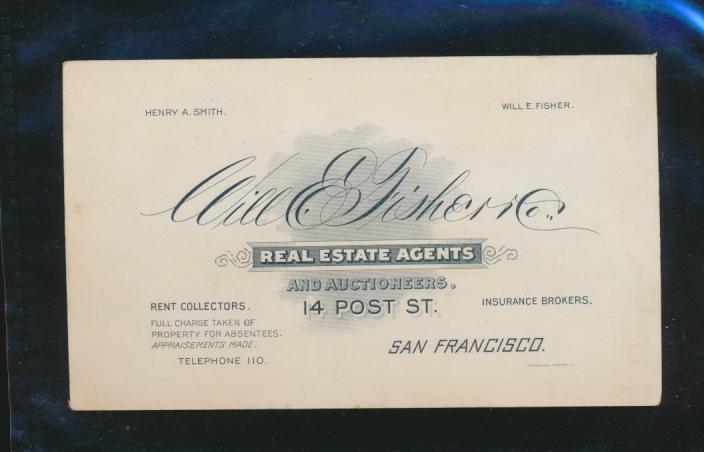 HENRY A. SMITH.
WILL E. FISHER.
Will E Fisher & Co.,
REAL ESTATE AGENTS
AND AUCTIONEERS.
14 POST ST.
RENT COLLECTORS.
INSURANCE BROKERS.
FULL CHARGE TAKEN OF
PROPERTY FOR ABSENTEES.
APPRAISEMENTS MADE.
TELEPHONE 110.
SAN FRANCISCO.